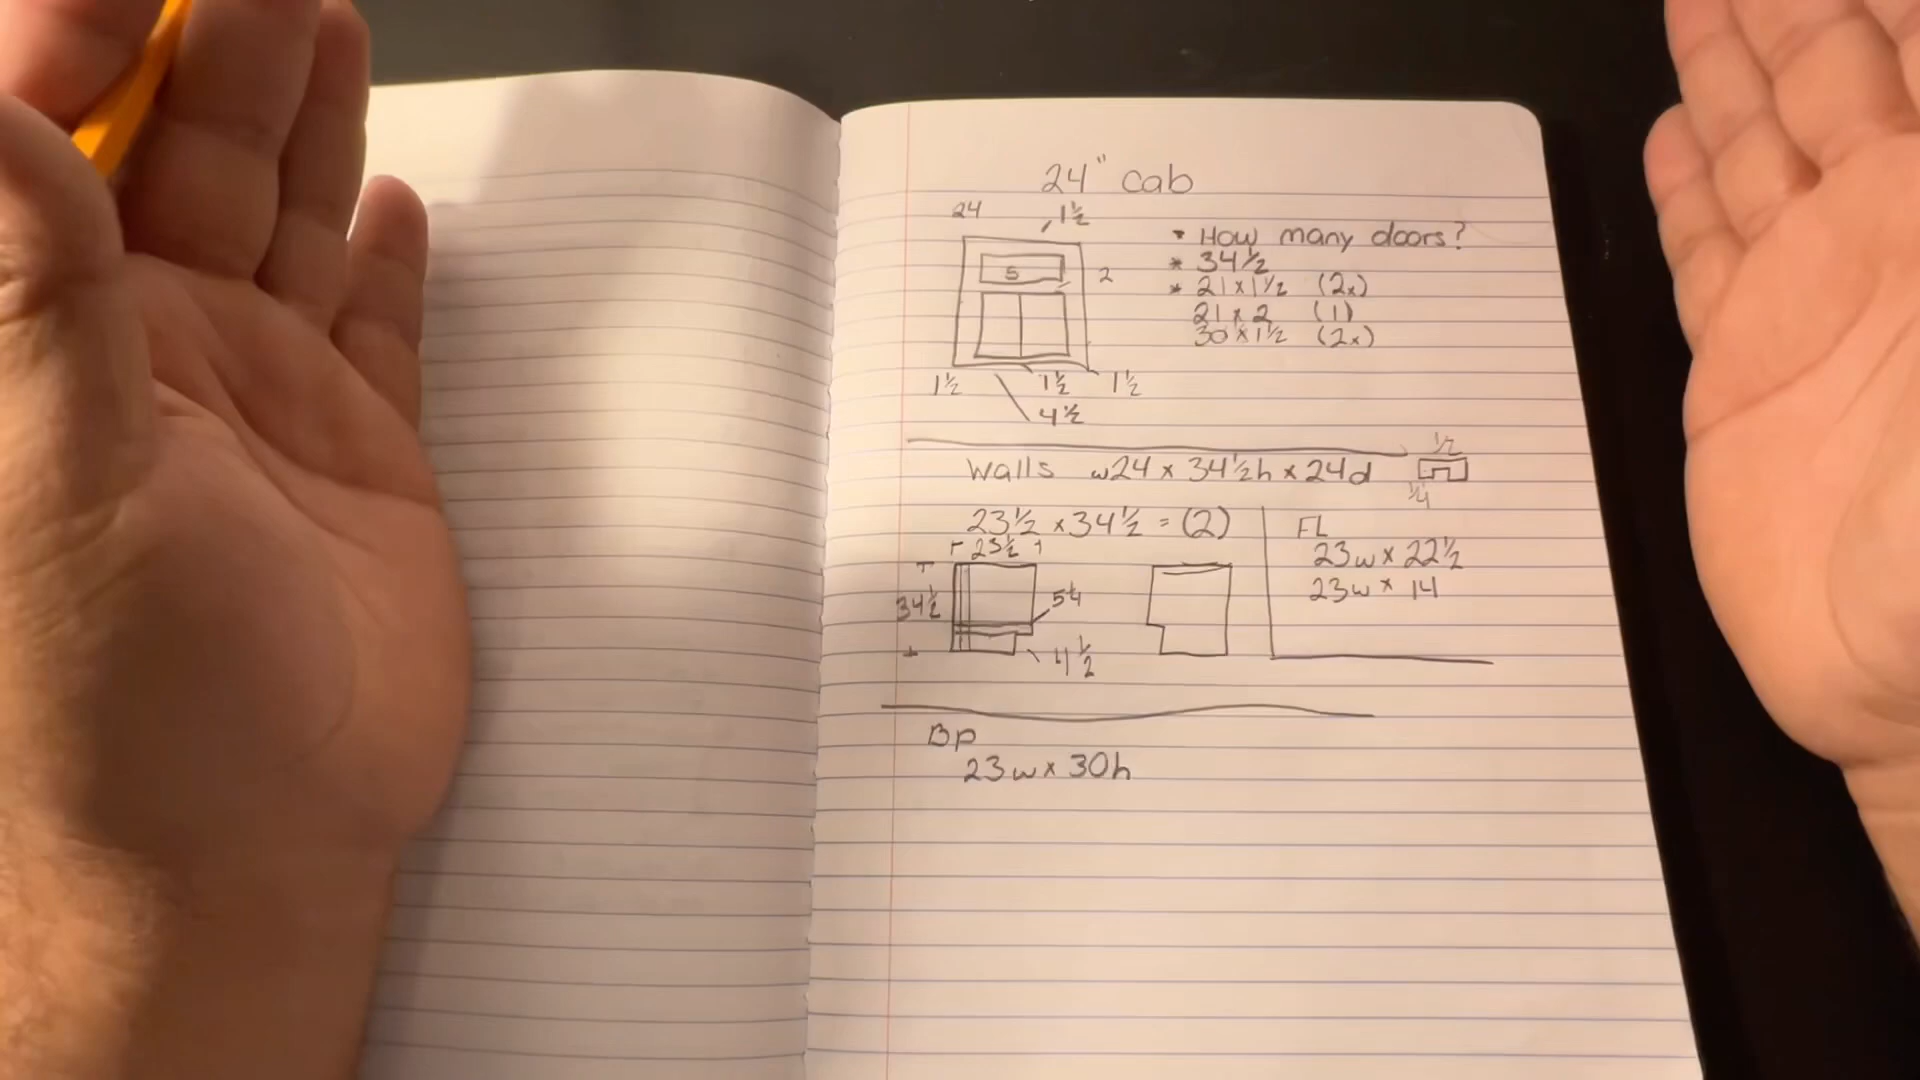 24" cab
24 1½
5 2
1½ 1½ 1½
4½
* How many doors?
* 34½
* 21 x 1½ (2x)
21 x 2 (1)
30 x 1½ (2x)
Walls w24 x 34½h x 24d
½
¼
23½ x 34½ = (2)
23½
34½
5¼
4½
FL
23w x 22½
23w x 14
Bp
23w x 30h